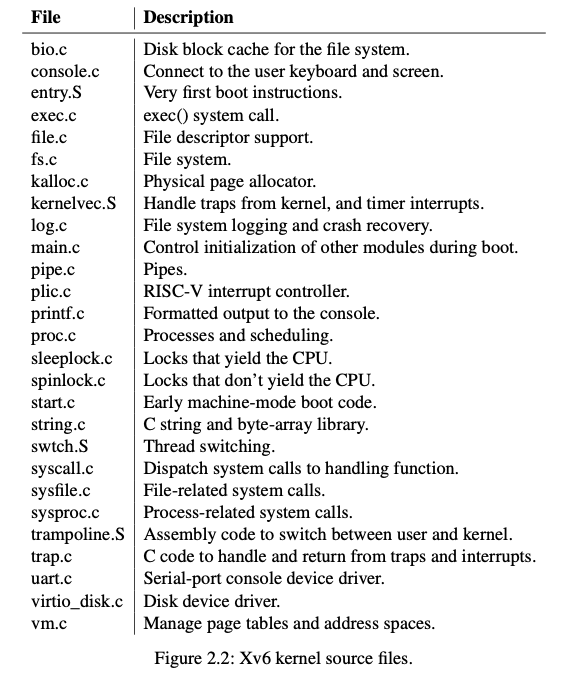 File Description
bio.c Disk block cache for the file system.
console.c Connect to the user keyboard and screen.
entry.S Very first boot instructions.
exec.c exec() system call.
file.c File descriptor support.
fs.c File system.
kalloc.c Physical page allocator.
kernelvec.S Handle traps from kernel, and timer interrupts.
log.c File system logging and crash recovery.
main.c Control initialization of other modules during boot.
pipe.c Pipes.
plic.c RISC-V interrupt controller.
printf.c Formatted output to the console.
proc.c Processes and scheduling.
sleeplock.c Locks that yield the CPU.
spinlock.c Locks that don’t yield the CPU.
start.c Early machine-mode boot code.
string.c C string and byte-array library.
swtch.S Thread switching.
syscall.c Dispatch system calls to handling function.
sysfile.c File-related system calls.
sysproc.c Process-related system calls.
trampoline.S Assembly code to switch between user and kernel.
trap.c C code to handle and return from traps and interrupts.
uart.c Serial-port console device driver.
virtio_disk.c Disk device driver.
vm.c Manage page tables and address spaces.
Figure 2.2: Xv6 kernel source files.